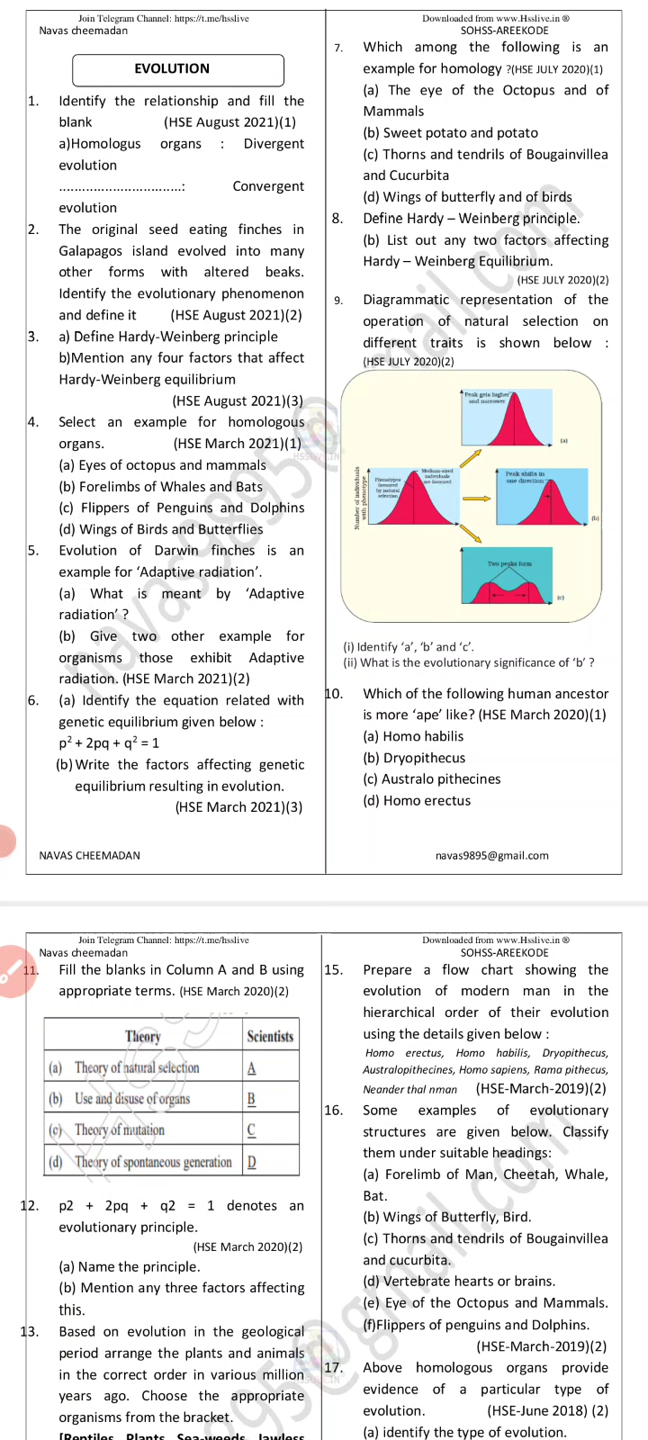 Join Telegram Channel: https://t.me/hsslive
Downloaded from www.Hsslive.in ®
Navas cheemadan
SOHSS-AREEKODE
EVOLUTION
1. Identify the relationship and fill the
blank (HSE August 2021)(1)
a)Homologus organs : Divergent
evolution
................................: Convergent
evolution
2. The original seed eating finches in
Galapagos island evolved into many
other forms with altered beaks.
Identify the evolutionary phenomenon
and define it (HSE August 2021)(2)
3. a) Define Hardy-Weinberg principle
b)Mention any four factors that affect
Hardy-Weinberg equilibrium
(HSE August 2021)(3)
4. Select an example for homologous
organs. (HSE March 2021)(1)
(a) Eyes of octopus and mammals
(b) Forelimbs of Whales and Bats
(c) Flippers of Penguins and Dolphins
(d) Wings of Birds and Butterflies
5. Evolution of Darwin finches is an
example for ‘Adaptive radiation’.
(a) What is meant by ‘Adaptive
radiation’ ?
(b) Give two other example for
organisms those exhibit Adaptive
radiation. (HSE March 2021)(2)
6. (a) Identify the equation related with
genetic equilibrium given below :
p² + 2pq + q² = 1
(b) Write the factors affecting genetic
equilibrium resulting in evolution.
(HSE March 2021)(3)
7. Which among the following is an
example for homology ?(HSE JULY 2020)(1)
(a) The eye of the Octopus and of
Mammals
(b) Sweet potato and potato
(c) Thorns and tendrils of Bougainvillea
and Cucurbita
(d) Wings of butterfly and of birds
8. Define Hardy – Weinberg principle.
(b) List out any two factors affecting
Hardy – Weinberg Equilibrium.
(HSE JULY 2020)(2)
9. Diagrammatic representation of the
operation of natural selection on
different traits is shown below :
(HSE JULY 2020)(2)
Peak gets higher
and narrower
(a)
Number of individuals
with phenotype
Phenotypes
favoured
by natural
selection
Medium-sized
individuals
are favoured
Peak shifts in
one direction
(b)
Two peaks form
(c)
(i) Identify ‘a’, ‘b’ and ‘c’.
(ii) What is the evolutionary significance of ‘b’ ?
10. Which of the following human ancestor
is more ‘ape’ like? (HSE March 2020)(1)
(a) Homo habilis
(b) Dryopithecus
(c) Australo pithecines
(d) Homo erectus
NAVAS CHEEMADAN
navas9895@gmail.com
Join Telegram Channel: https://t.me/hsslive
Downloaded from www.Hsslive.in ®
Navas cheemadan
SOHSS-AREEKODE
11. Fill the blanks in Column A and B using
appropriate terms. (HSE March 2020)(2)
Theory Scientists
(a) Theory of natural selection A
(b) Use and disuse of organs B
(c) Theory of mutation C
(d) Theory of spontaneous generation D
12. p2 + 2pq + q2 = 1 denotes an
evolutionary principle.
(HSE March 2020)(2)
(a) Name the principle.
(b) Mention any three factors affecting
this.
13. Based on evolution in the geological
period arrange the plants and animals
in the correct order in various million
years ago. Choose the appropriate
organisms from the bracket.
[Reptiles, Plants, Sea-weeds, Jawless
15. Prepare a flow chart showing the
evolution of modern man in the
hierarchical order of their evolution
using the details given below :
Homo erectus, Homo habilis, Dryopithecus,
Australopithecines, Homo sapiens, Rama pithecus,
Neander thal nman (HSE-March-2019)(2)
16. Some examples of evolutionary
structures are given below. Classify
them under suitable headings:
(a) Forelimb of Man, Cheetah, Whale,
Bat.
(b) Wings of Butterfly, Bird.
(c) Thorns and tendrils of Bougainvillea
and cucurbita.
(d) Vertebrate hearts or brains.
(e) Eye of the Octopus and Mammals.
(f)Flippers of penguins and Dolphins.
(HSE-March-2019)(2)
17. Above homologous organs provide
evidence of a particular type of
evolution. (HSE-June 2018) (2)
(a) identify the type of evolution.